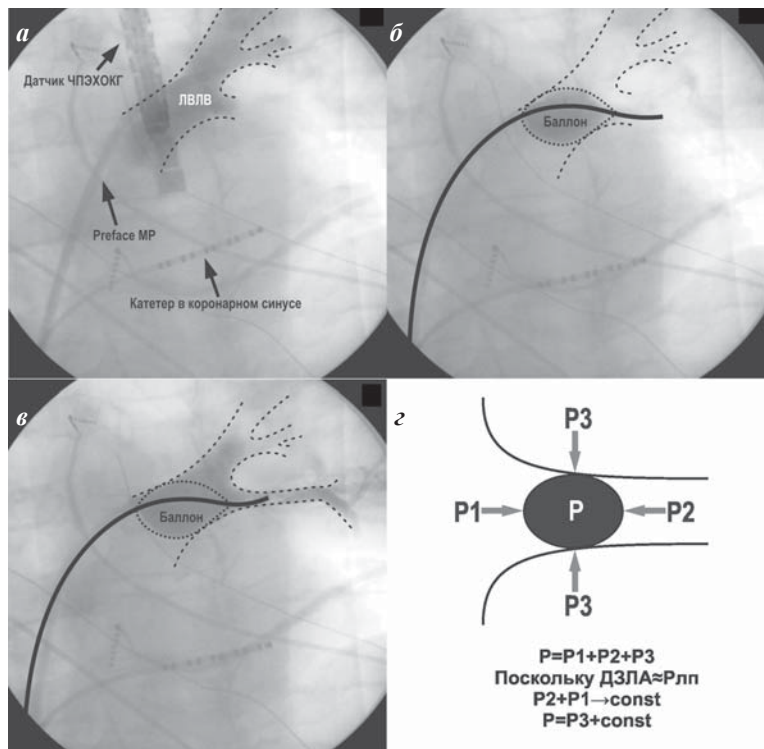 а
Датчик ЧПЭХОКГ
ЛВЛВ
Preface MP
Катетер в коронарном синусе
б
Баллон
в
Баллон
г
P3
P1
P
P2
P3
P=P1+P2+P3
Поскольку ДЗЛА≈Pлп
P2+P1→const
P=P3+const